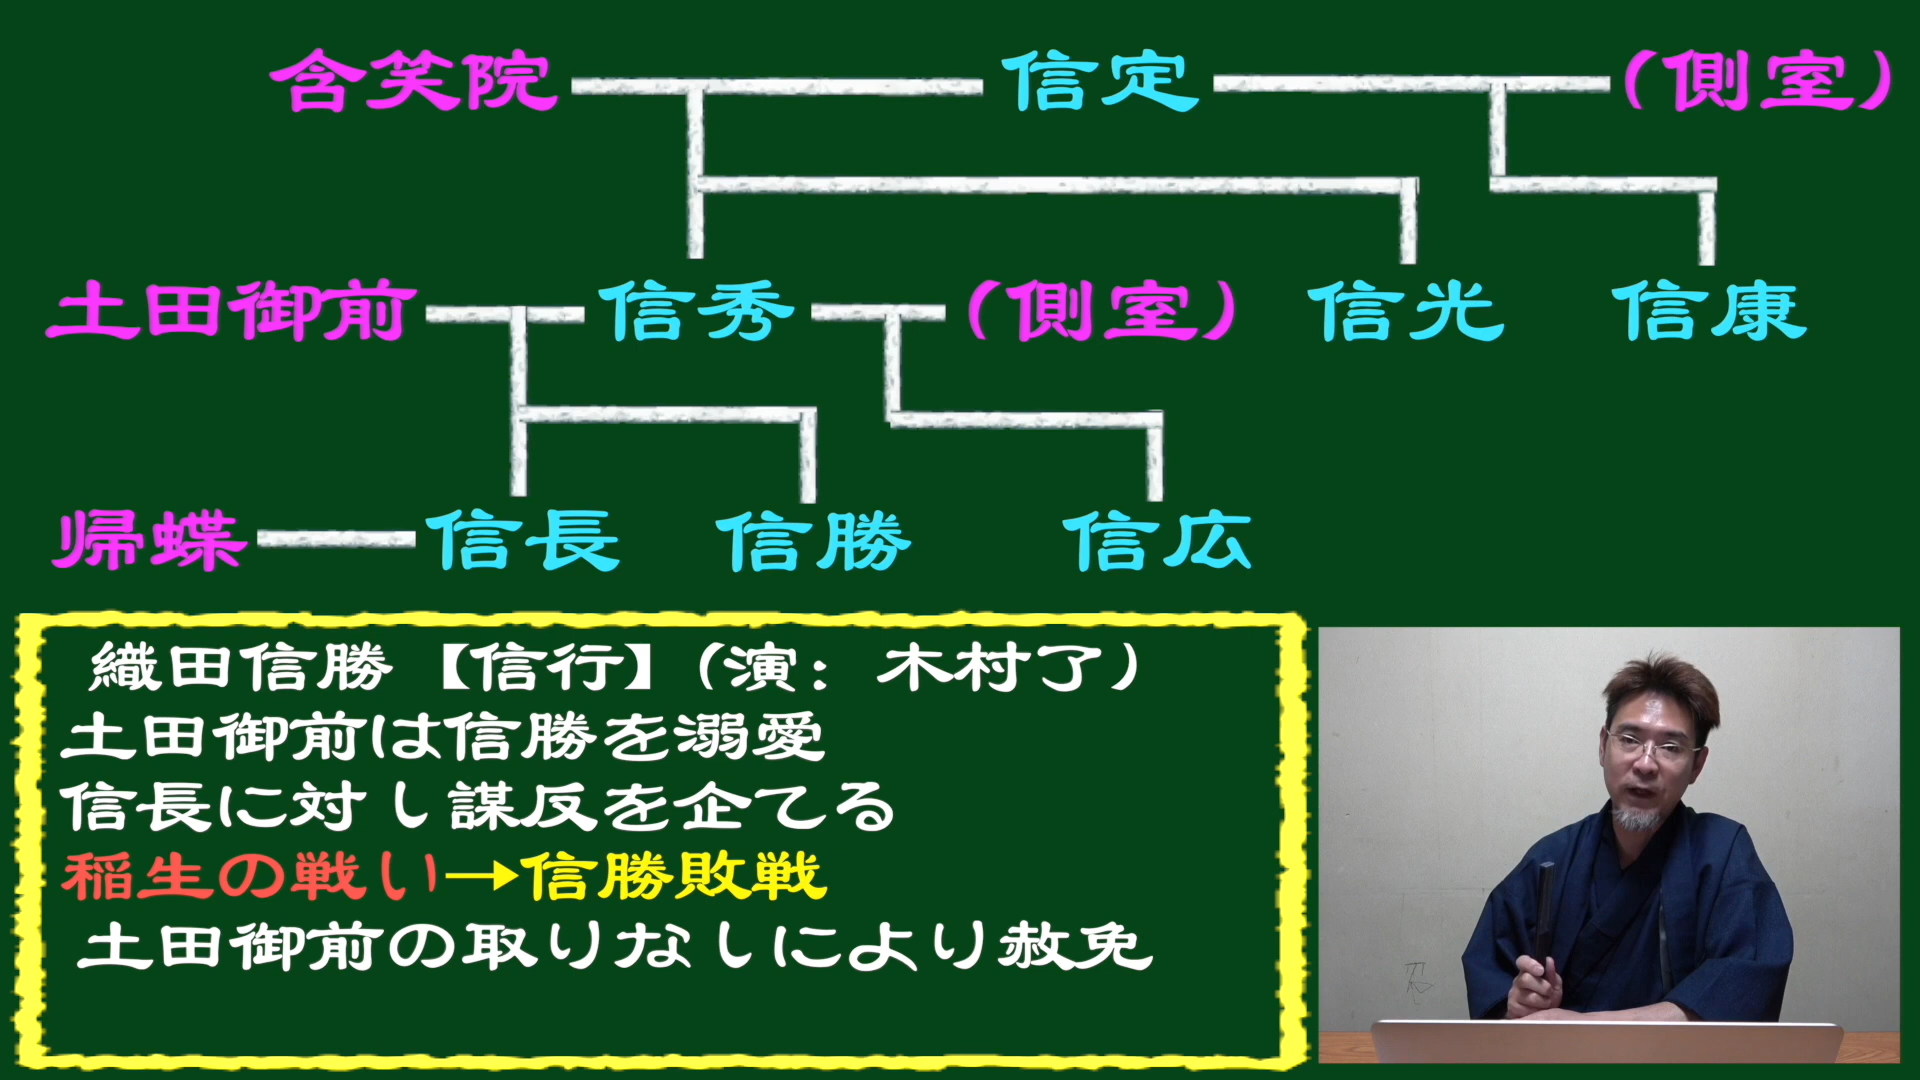 含笑院 信定 (側室)
土田御前 信秀 (側室) 信光 信康
帰蝶 信長 信勝 信広
織田信勝【信行】(演: 木村了)
土田御前は信勝を溺愛
信長に対し謀反を企てる
稲生の戦い→信勝敗戦
土田御前の取りなしにより赦免